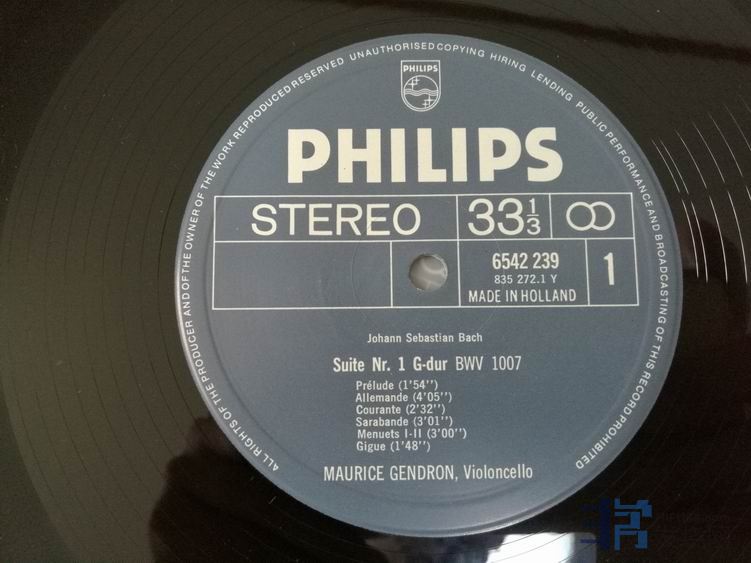 ALL RIGHTS OF THE PRODUCER AND OF THE OWNER OF THE WORK REPRODUCED RESERVED UNAUTHORISED COPYING HIRING LENDING PUBLIC PERFORMANCE AND BROADCASTING OF THIS RECORD PROHIBITED
PHILIPS
PHILIPS
STEREO 33 1/3
6542 239 1
835 272.1 Y
MADE IN HOLLAND
Johann Sebastian Bach
Suite Nr. 1 G-dur BWV 1007
Prélude (1'54'')
Allemande (4'05'')
Courante (2'32'')
Sarabande (3'01'')
Menuets I-II (3'00'')
Gigue (1'48'')
MAURICE GENDRON, Violoncello